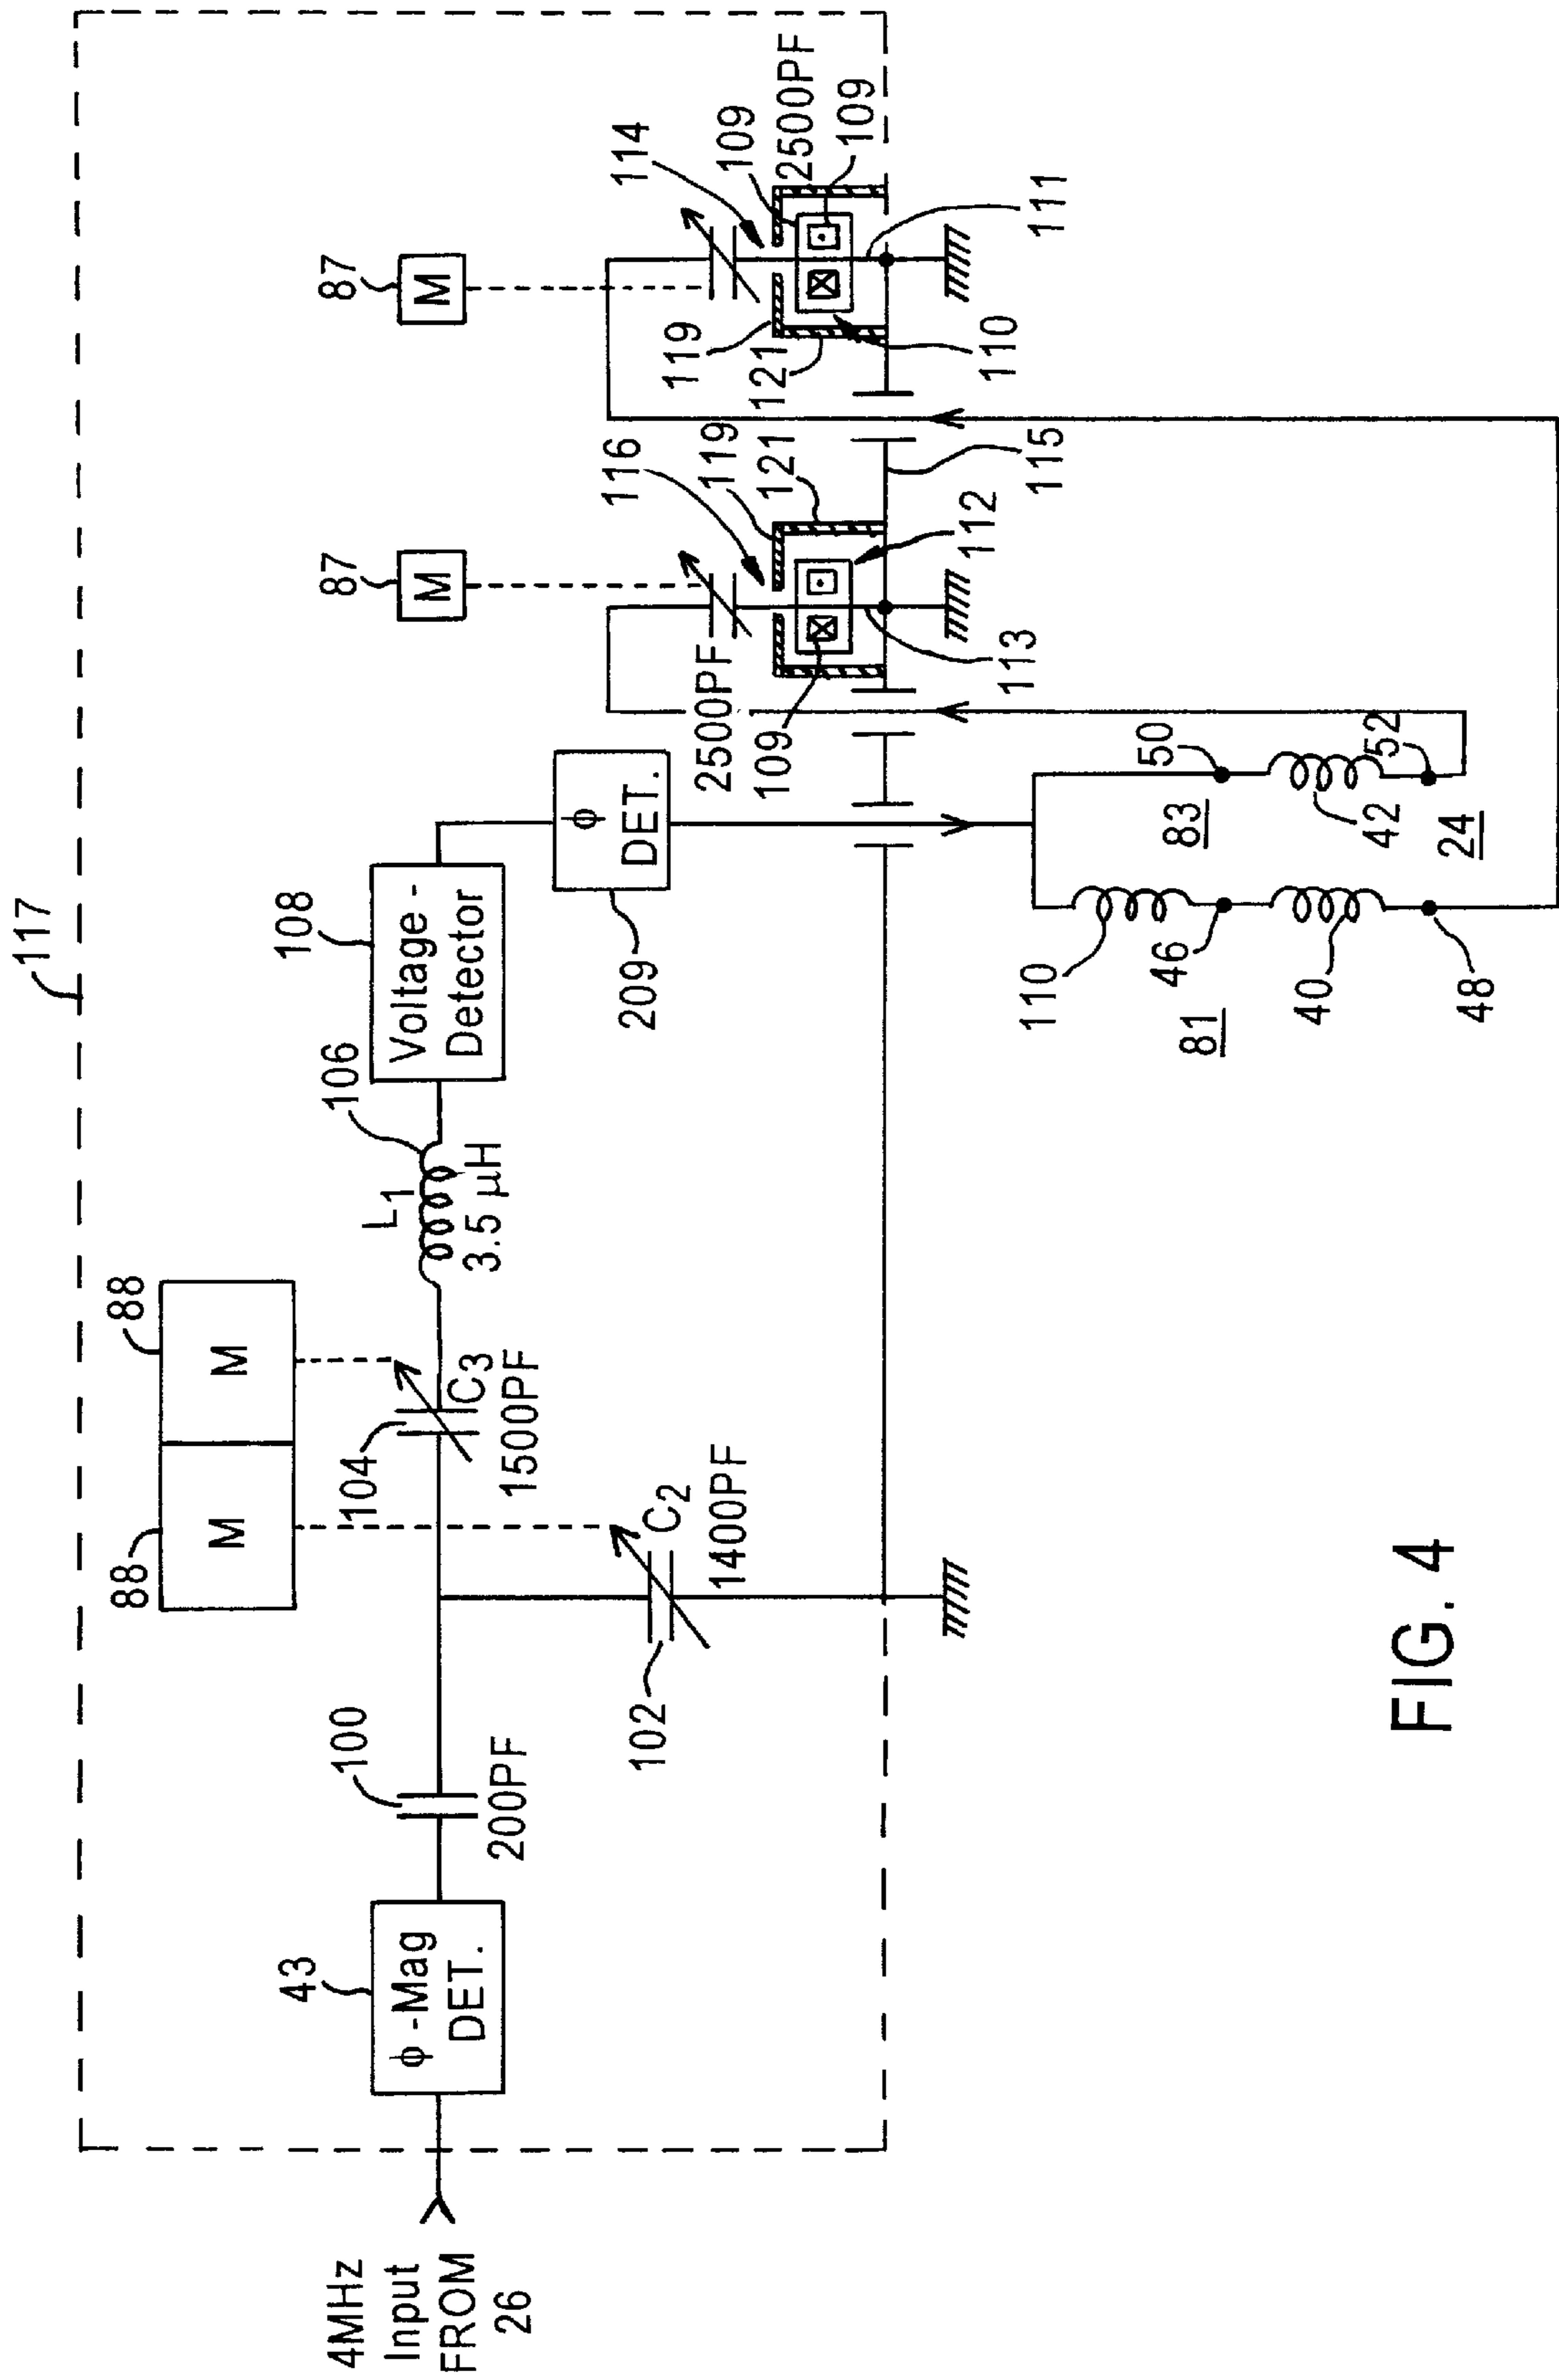 117
88
88
M
M
87
M
87
M
4MHz
Input
FROM
26
43
ϕ -Mag
DET.
100
200PF
104
C3
1500PF
102
C2
1400PF
L1
106
3.5 μH
108
Voltage -
Detector
ϕ
DET.
209
2500PF
109
116
119
121
112
113
115
114
109
2500PF
109
119
121
110
111
110
46
81
40
48
50
83
42
52
24
FIG. 4